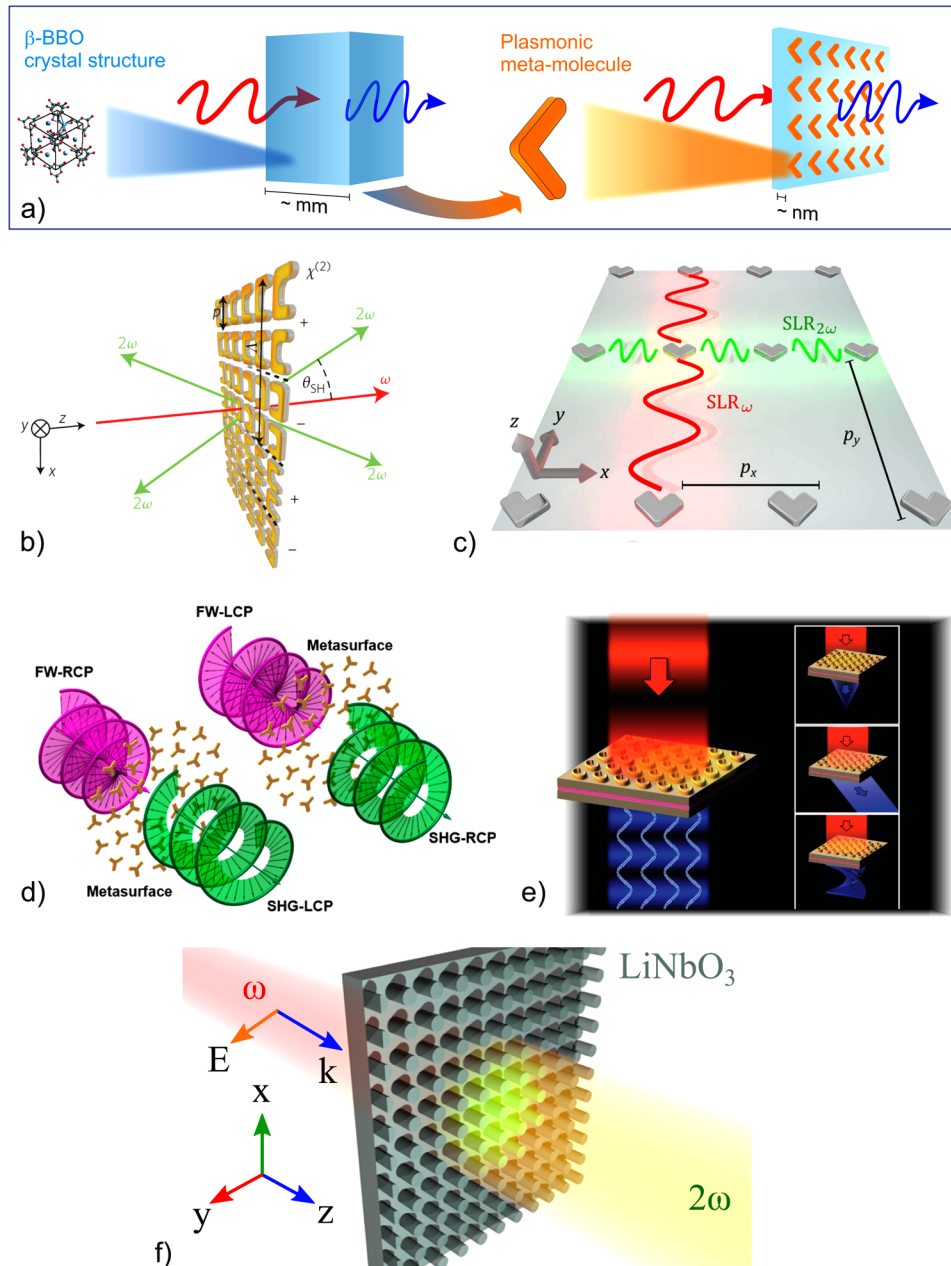 β-BBO
crystal structure
Plasmonic
meta-molecule
~ mm
~ nm
a)
χ(2)
p
Λ
+
2ω
2ω
θSH
ω
−
y
z
x
2ω
2ω
+
−
b)
SLR2ω
SLRω
z
y
x
px
py
c)
FW-LCP
Metasurface
FW-RCP
SHG-RCP
Metasurface
SHG-LCP
d)
e)
LiNbO3
ω
E
k
x
y
z
2ω
f)